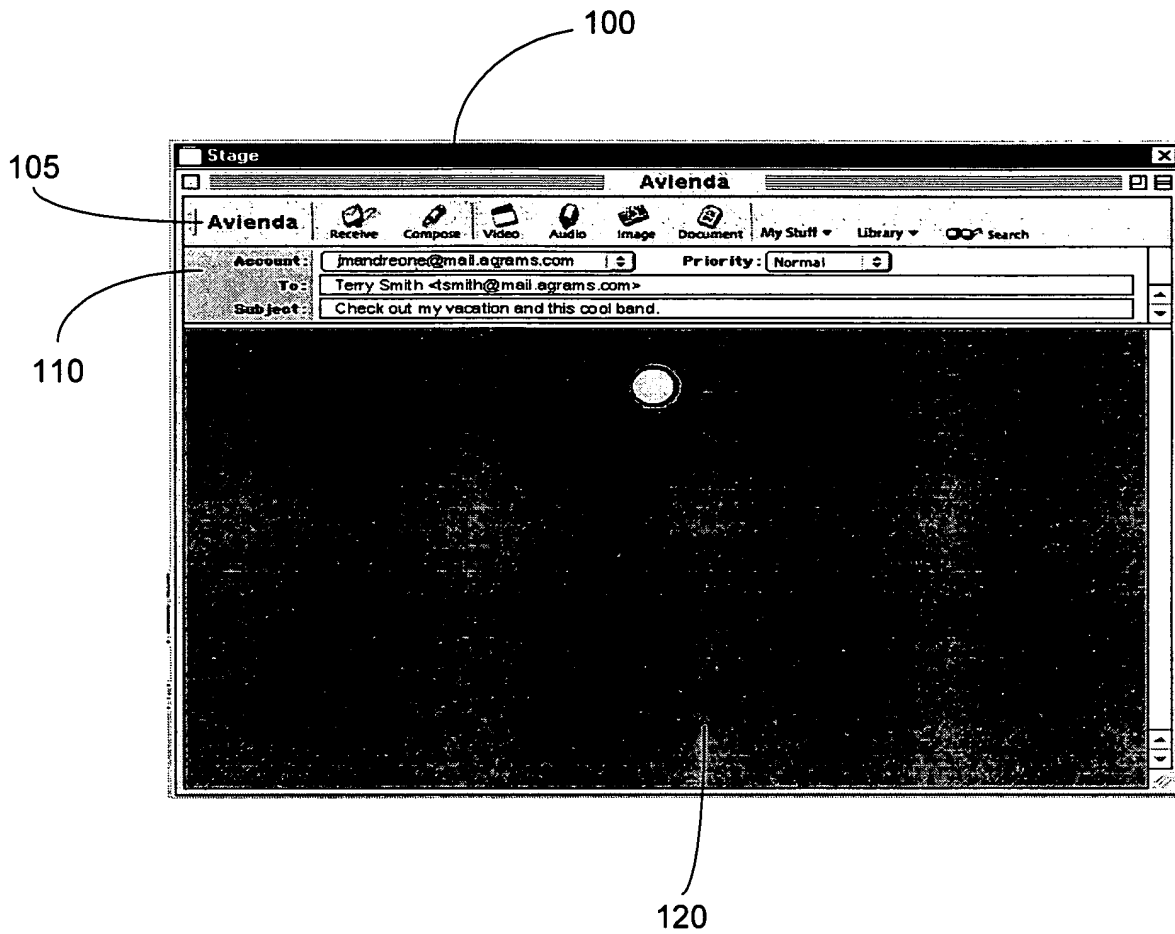 100
105
Stage
Avienda
Avienda
Receive
Compose
Video
Audio
Image
Document
My Stuff
Library
Search
Account: jmandreone@mail.agrams.com Priority: Normal
To: Terry Smith <tsmith@mail.agrams.com>
Subject: Check out my vacation and this cool band.
110
120